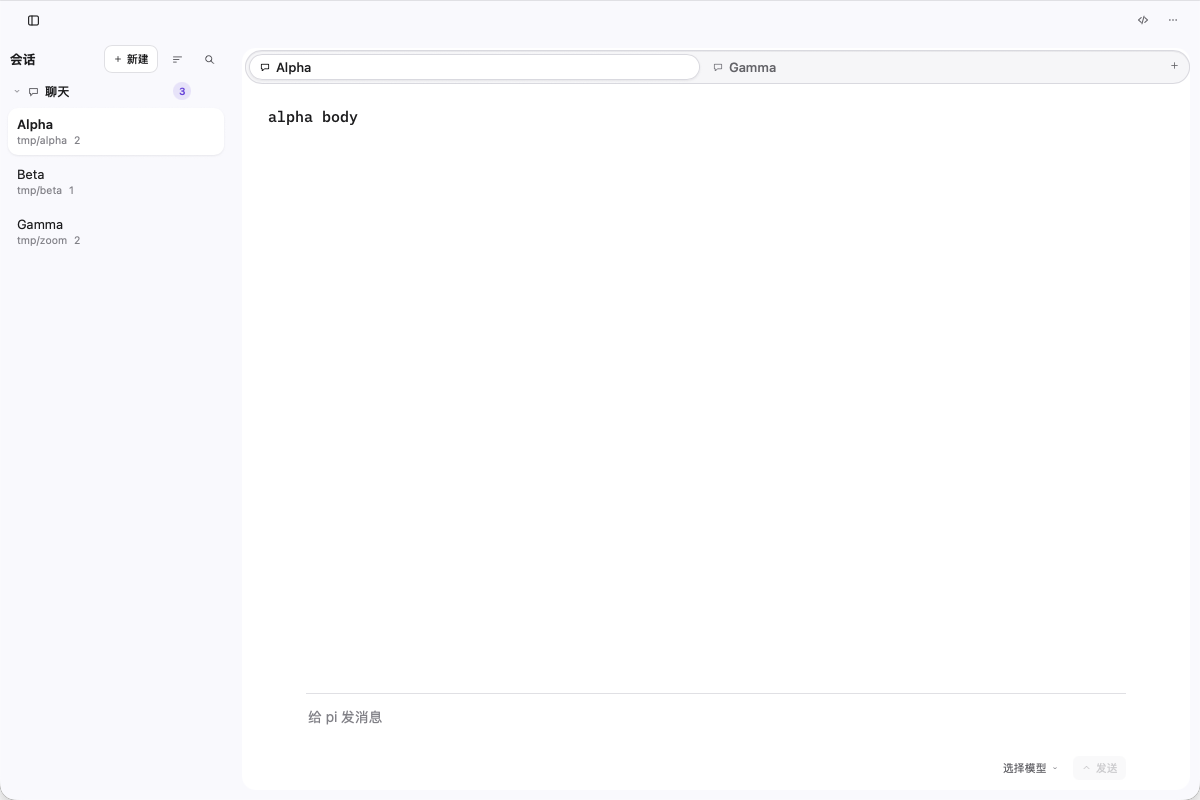 会话
+ 新建
聊天
3
Alpha
tmp/alpha 2
Beta
tmp/beta 1
Gamma
tmp/zoom 2
Alpha
Gamma
+
alpha body
给 pi 发消息
选择模型
发送